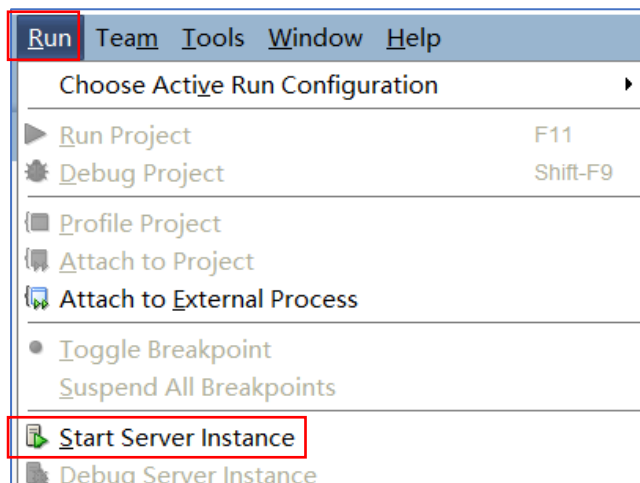 Run Team Tools Window Help
Choose Active Run Configuration
Run Project F11
Debug Project Shift-F9
Profile Project
Attach to Project
Attach to External Process
Toggle Breakpoint
Suspend All Breakpoints
Start Server Instance
Debug Server Instance